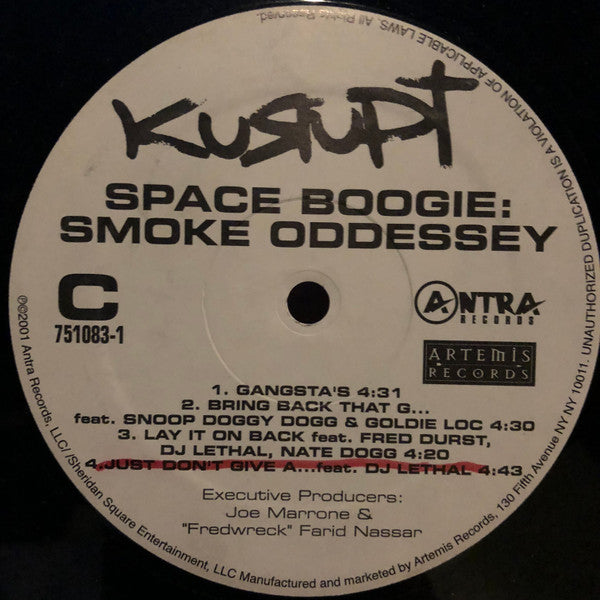 KURUPT
SPACE BOOGIE:
SMOKE ODDESSEY
C
751083-1
ANTRA
RECORDS
ARTEMIS
RECORDS
1. GANGSTA'S 4:31
2. BRING BACK THAT G...
feat. SNOOP DOGGY DOGG & GOLDIE LOC 4:30
3. LAY IT ON BACK feat. FRED DURST,
DJ LETHAL, NATE DOGG 4:20
4.JUST DON'T GIVE A...feat. DJ LETHAL 4:43
Executive Producers:
Joe Marrone &
"Fredwreck" Farid Nassar
℗©2001 Antra Records, LLC/ /Sheridan Square Entertainment, LLC Manufactured and marketed by Artemis Records, 130 Fifth Avenue NY NY 10011. UNAUTHORIZED DUPLICATION IS A VIOLATION OF APPLICABLE LAWS. All Rights Reserved.